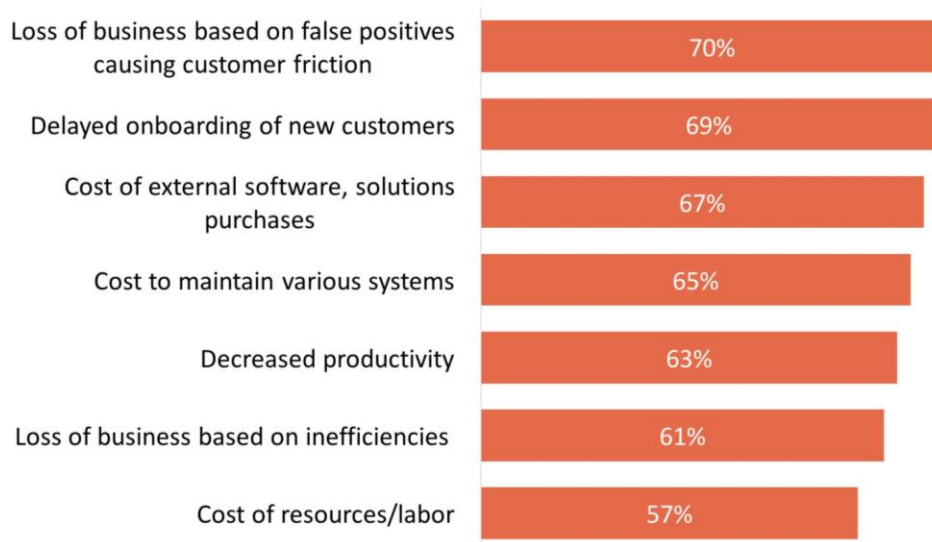 Loss of business based on false positives
causing customer friction
70%
Delayed onboarding of new customers
69%
Cost of external software, solutions
purchases
67%
Cost to maintain various systems
65%
Decreased productivity
63%
Loss of business based on inefficiencies
61%
Cost of resources/labor
57%